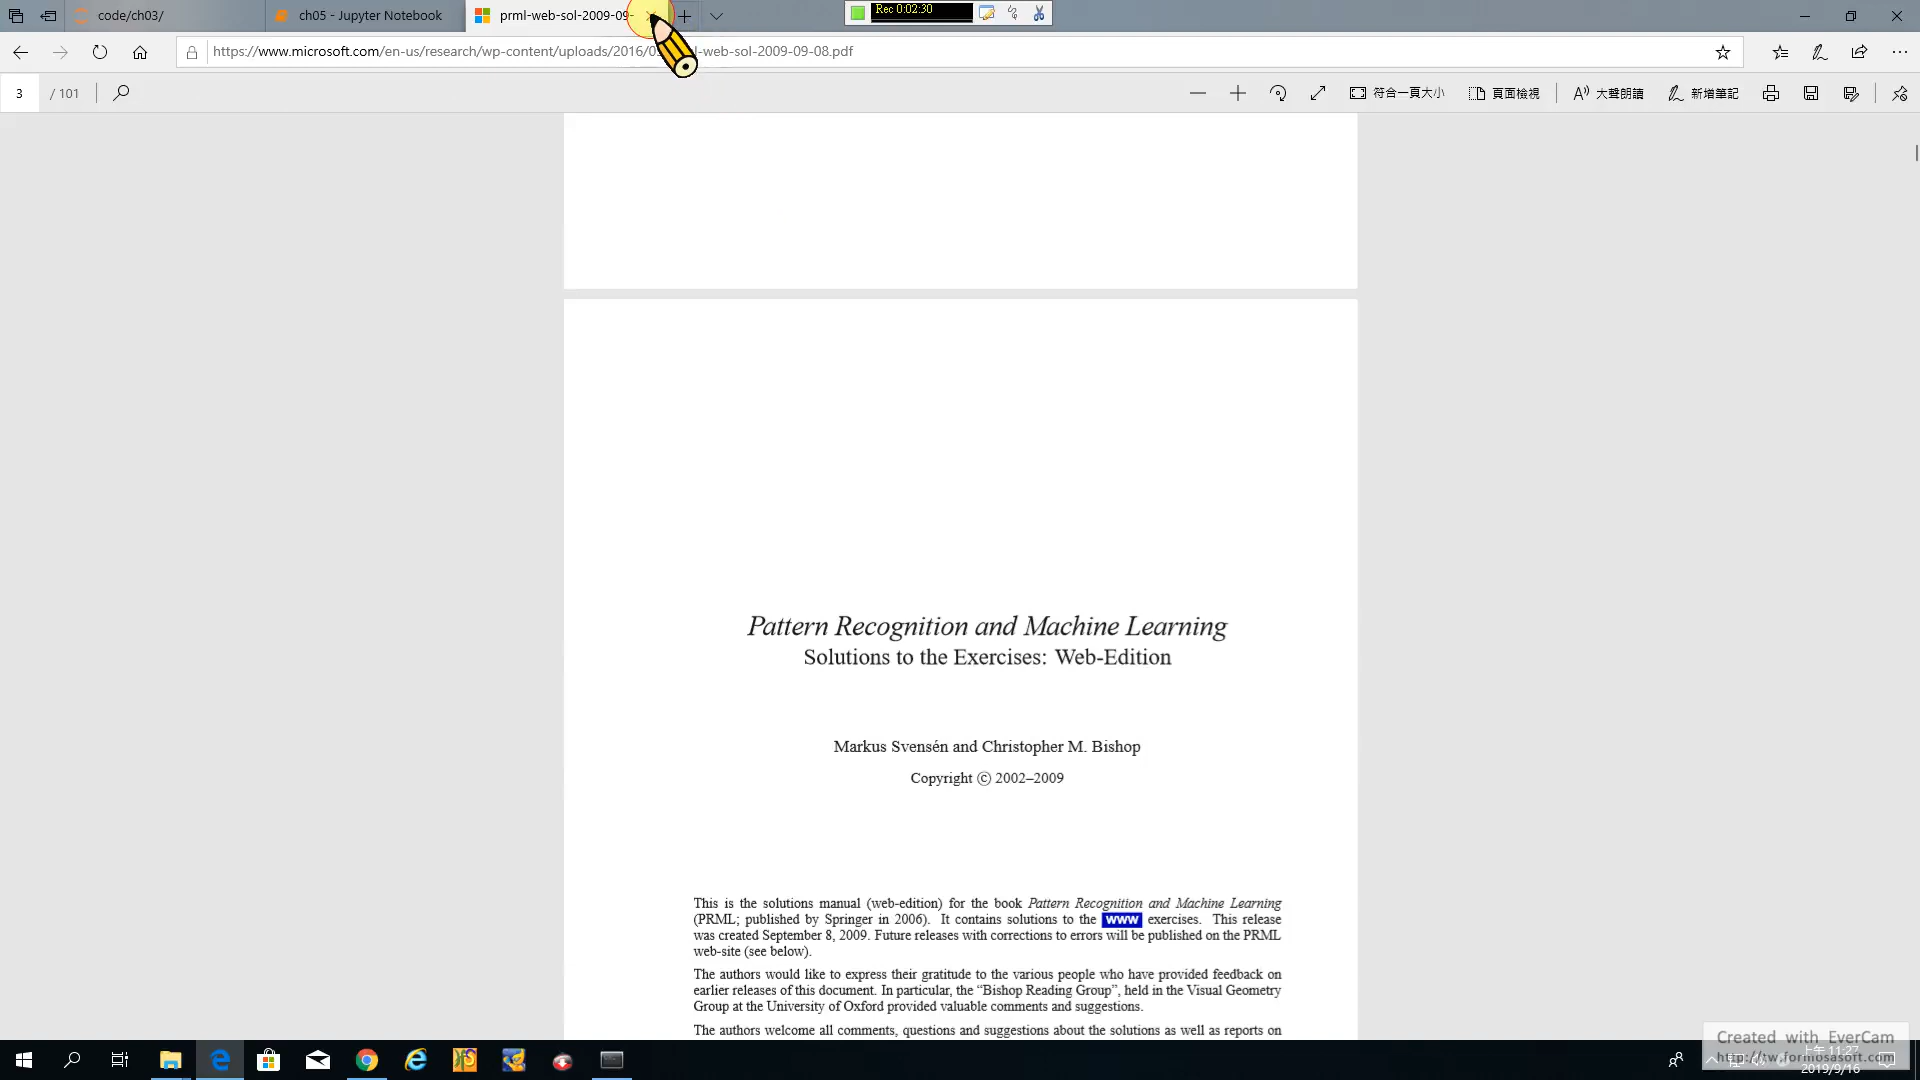 code/ch03/
ch05 - Jupyter Notebook
prml-web-sol-2009-09-
Rec 0:02:30
https://www.microsoft.com/en-us/research/wp-content/uploads/2016/0
l-web-sol-2009-09-08.pdf
3 / 101
符合一頁大小
頁面檢視
大聲朗讀
新增筆記
Pattern Recognition and Machine Learning
Solutions to the Exercises: Web-Edition
Markus Svensén and Christopher M. Bishop
Copyright © 2002–2009
This is the solutions manual (web-edition) for the book Pattern Recognition and Machine Learning
(PRML; published by Springer in 2006). It contains solutions to the www exercises. This release
was created September 8, 2009. Future releases with corrections to errors will be published on the PRML
web-site (see below).
The authors would like to express their gratitude to the various people who have provided feedback on
earlier releases of this document. In particular, the “Bishop Reading Group”, held in the Visual Geometry
Group at the University of Oxford provided valuable comments and suggestions.
The authors welcome all comments, questions and suggestions about the solutions as well as reports on
Created with EverCam
http://tw.formosasoft.com
上午 11:27
2019/9/16